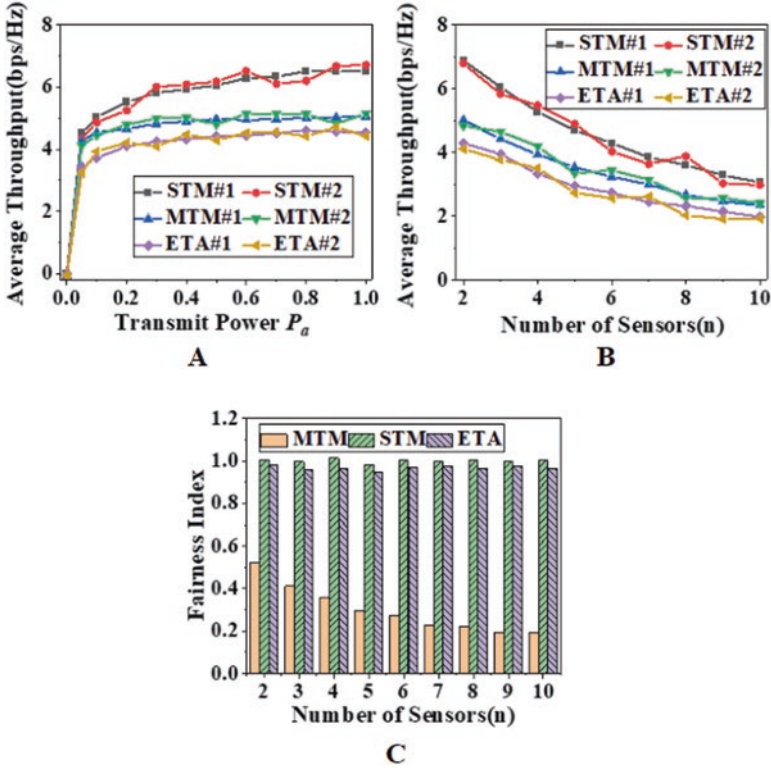 Average Throughput(bps/Hz)
8
6
4
2
0
STM#1 STM#2
MTM#1 MTM#2
ETA#1 ETA#2
0.0 0.2 0.4 0.6 0.8 1.0
Transmit Power Pa
A
Average Throughput(bps/Hz)
8
6
4
2
0
STM#1 STM#2
MTM#1 MTM#2
ETA#1 ETA#2
2 4 6 8 10
Number of Sensors(n)
B
Fairness Index
1.2
1.0
0.8
0.6
0.4
0.2
0.0
MTM STM ETA
2 3 4 5 6 7 8 9 10
Number of Sensors(n)
C